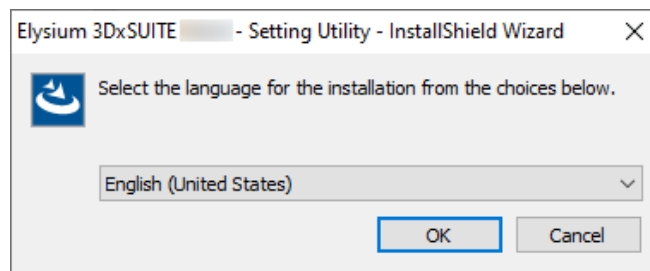 Elysium 3DxSUITE - Setting Utility - InstallShield Wizard
Select the language for the installation from the choices below.
English (United States)
OK Cancel